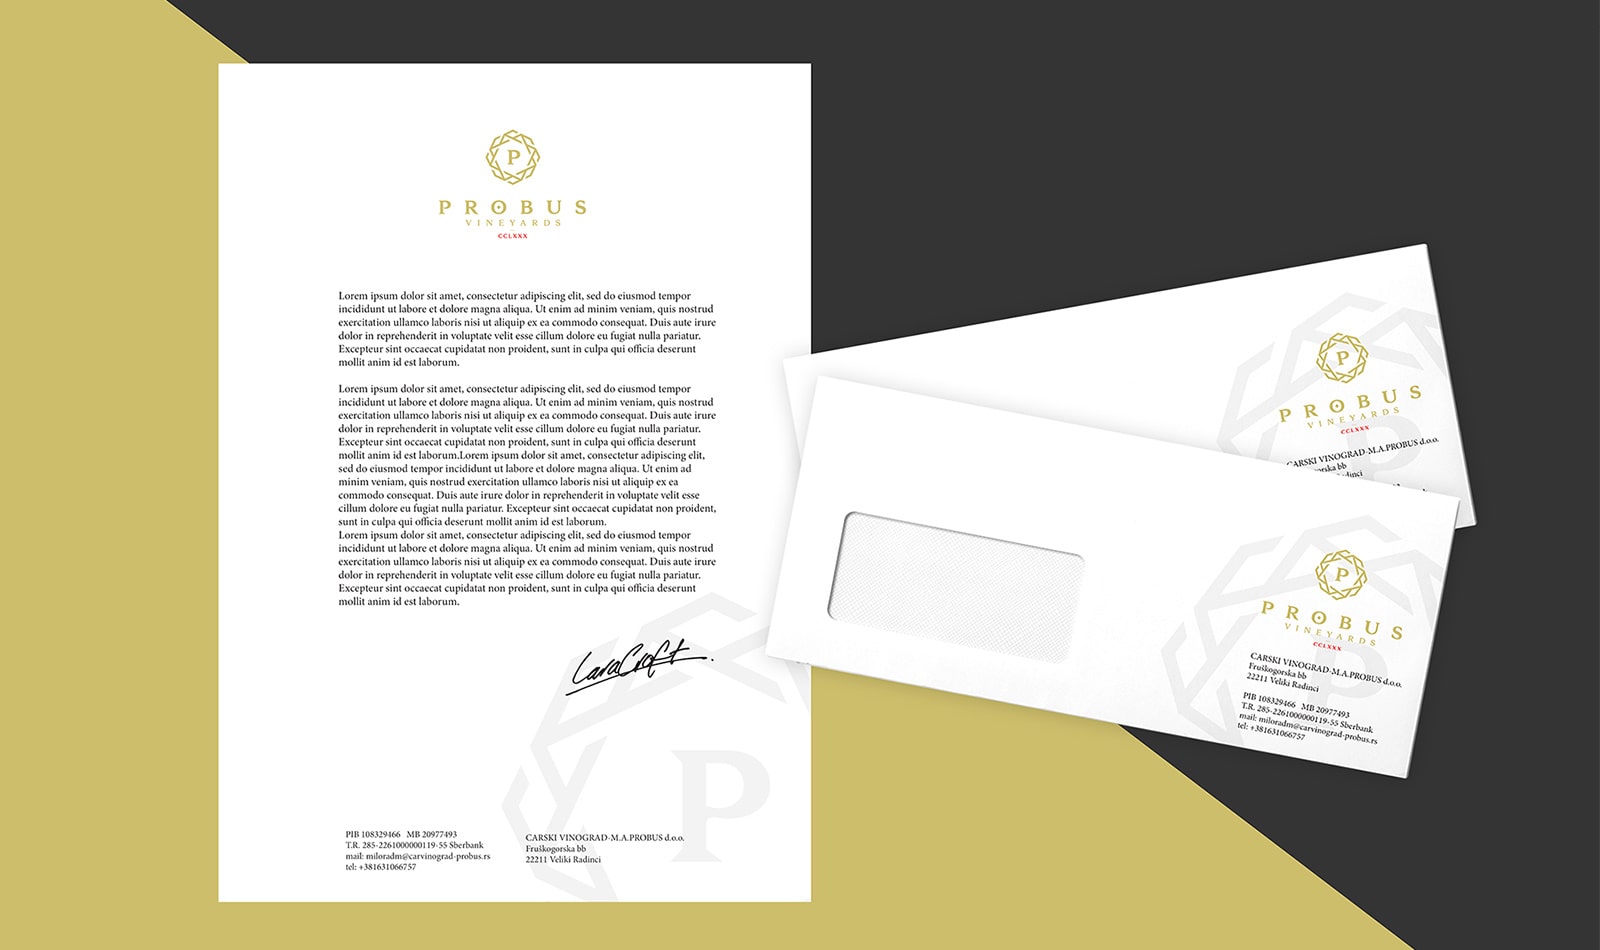 P
PROBUS
VINEYARDS
CCLXXX
Lorem ipsum dolor sit amet, consectetur adipiscing elit, sed do eiusmod tempor
incididunt ut labore et dolore magna aliqua. Ut enim ad minim veniam, quis nostrud
exercitation ullamco laboris nisi ut aliquip ex ea commodo consequat. Duis aute irure
dolor in reprehenderit in voluptate velit esse cillum dolore eu fugiat nulla pariatur.
Excepteur sint occaecat cupidatat non proident, sunt in culpa qui officia deserunt
mollit anim id est laborum.
Lorem ipsum dolor sit amet, consectetur adipiscing elit, sed do eiusmod tempor
incididunt ut labore et dolore magna aliqua. Ut enim ad minim veniam, quis nostrud
exercitation ullamco laboris nisi ut aliquip ex ea commodo consequat. Duis aute irure
dolor in reprehenderit in voluptate velit esse cillum dolore eu fugiat nulla pariatur.
Excepteur sint occaecat cupidatat non proident, sunt in culpa qui officia deserunt
mollit anim id est laborum.Lorem ipsum dolor sit amet, consectetur adipiscing elit,
sed do eiusmod tempor incididunt ut labore et dolore magna aliqua. Ut enim ad
minim veniam, quis nostrud exercitation ullamco laboris nisi ut aliquip ex ea
commodo consequat. Duis aute irure dolor in reprehenderit in voluptate velit esse
cillum dolore eu fugiat nulla pariatur. Excepteur sint occaecat cupidatat non proident,
sunt in culpa qui officia deserunt mollit anim id est laborum.
Lorem ipsum dolor sit amet, consectetur adipiscing elit, sed do eiusmod tempor
incididunt ut labore et dolore magna aliqua. Ut enim ad minim veniam, quis nostrud
exercitation ullamco laboris nisi ut aliquip ex ea commodo consequat. Duis aute irure
dolor in reprehenderit in voluptate velit esse cillum dolore eu fugiat nulla pariatur.
Excepteur sint occaecat cupidatat non proident, sunt in culpa qui officia deserunt
mollit anim id est laborum.
Lara Croft
P
PIB 108329466 MB 20977493
T.R. 285-2261000000119-55 Sberbank
mail: miloradm@carvinograd-probus.rs
tel: +381631066757
CARSKI VINOGRAD-M.A.PROBUS d.o.o.
Fruškogorska bb
22211 Veliki Radinci
P
PROBUS
VINEYARDS
CCLXXX
CARSKI VINOGRAD-M.A.PROBUS d.o.o.
P
PROBUS
VINEYARDS
CCLXXX
CARSKI VINOGRAD-M.A.PROBUS d.o.o.
Fruškogorska bb
22211 Veliki Radinci
PIB 108329466 MB 20977493
T.R. 285-2261000000119-55 Sberbank
mail: miloradm@carvinograd-probus.rs
tel: +381631066757
P